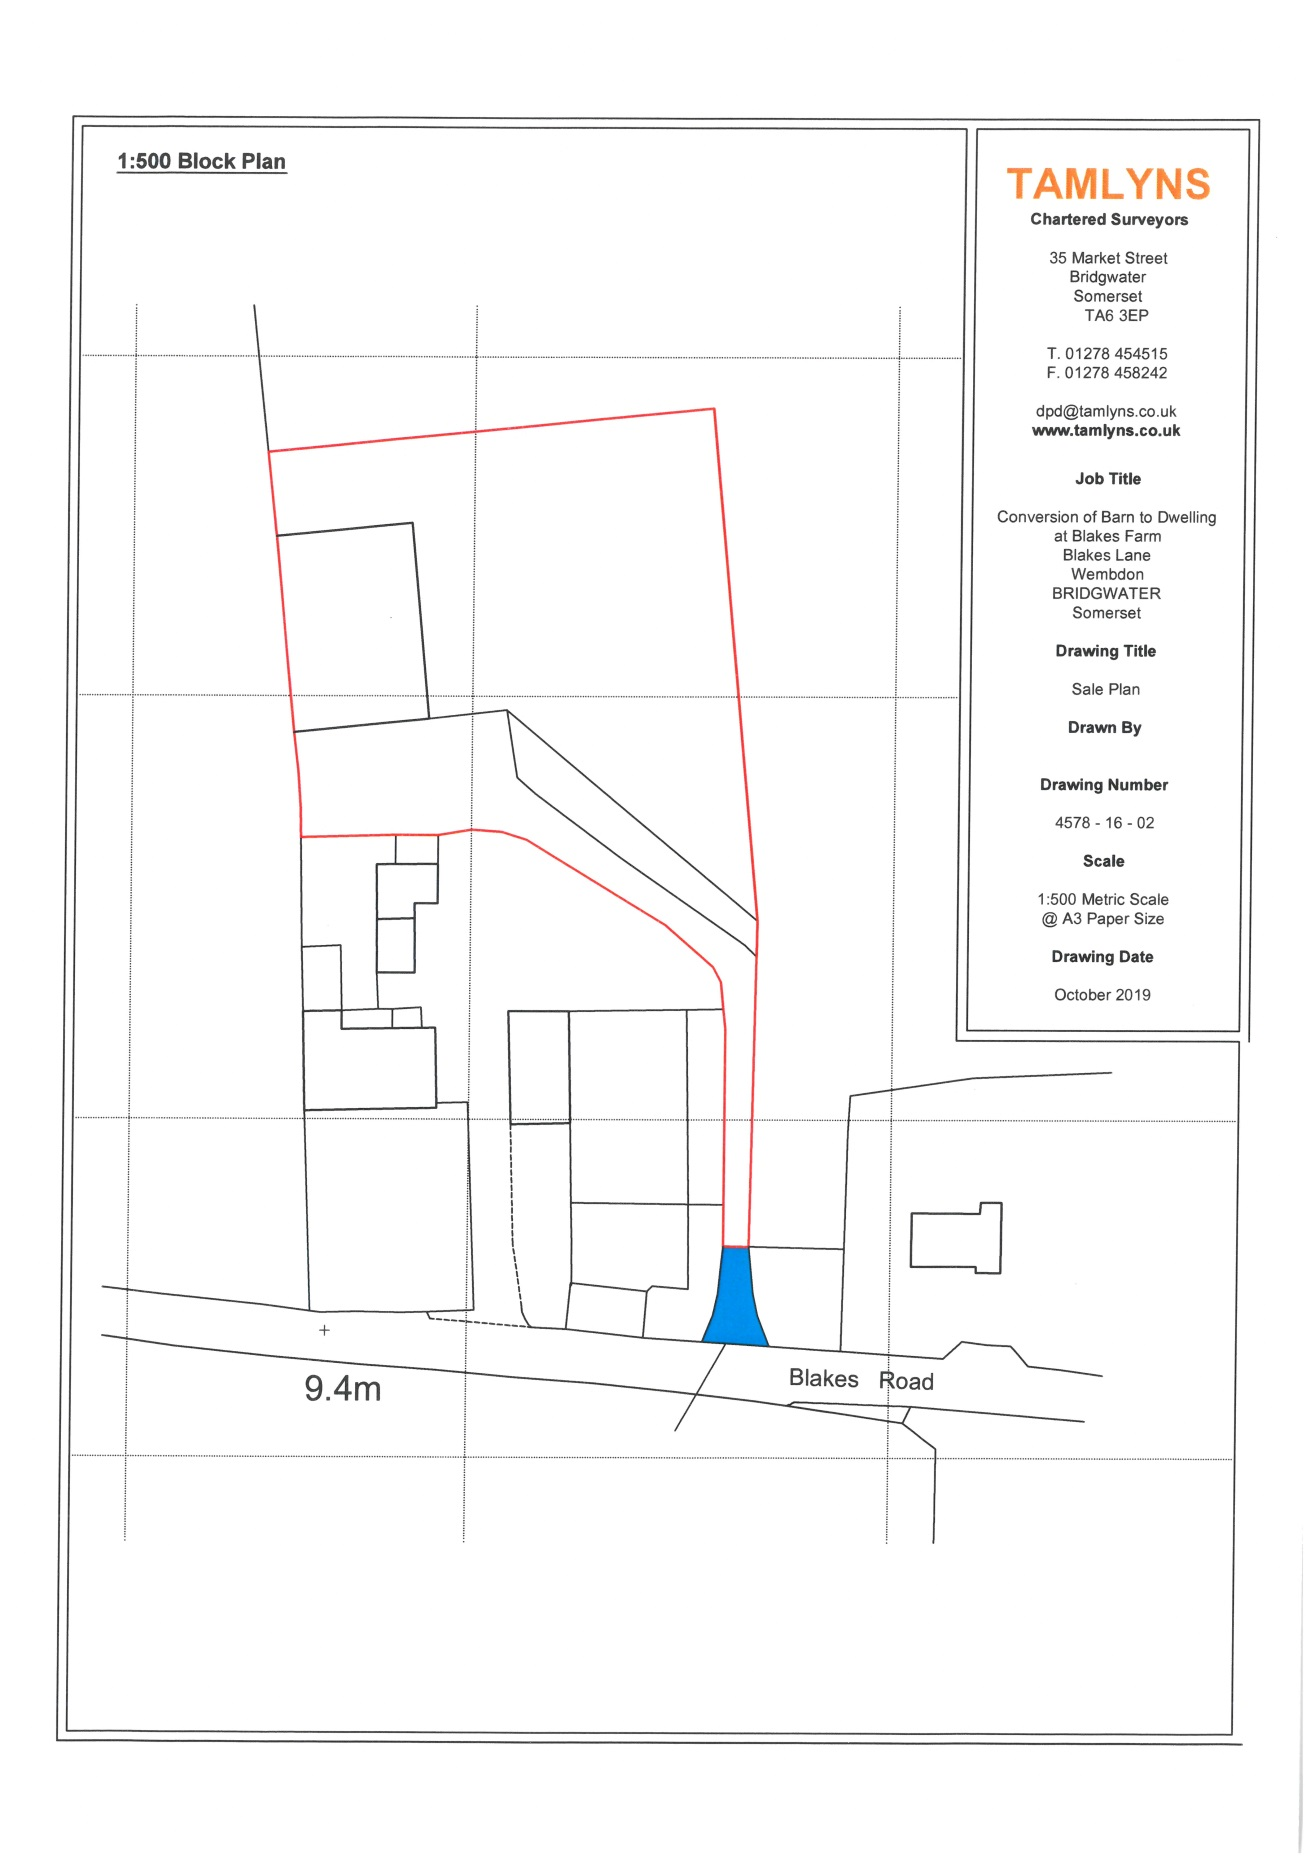 1:500 Block Plan
TAMLYNS
Chartered Surveyors
35 Market Street
Bridgwater
Somerset
TA6 3EP
T. 01278 454515
F. 01278 458242
dpd@tamlyns.co.uk
www.tamlyns.co.uk
Job Title
Conversion of Barn to Dwelling
at Blakes Farm
Blakes Lane
Wembdon
BRIDGWATER
Somerset
Drawing Title
Sale Plan
Drawn By
Drawing Number
4578 - 16 - 02
Scale
1:500 Metric Scale
@ A3 Paper Size
Drawing Date
October 2019
Blakes Road
9.4m